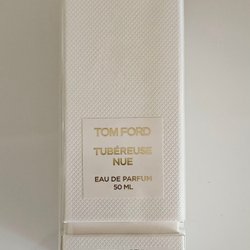 TOM FORD
TUBÉREUSE
NUE
EAU DE PARFUM
50 ML